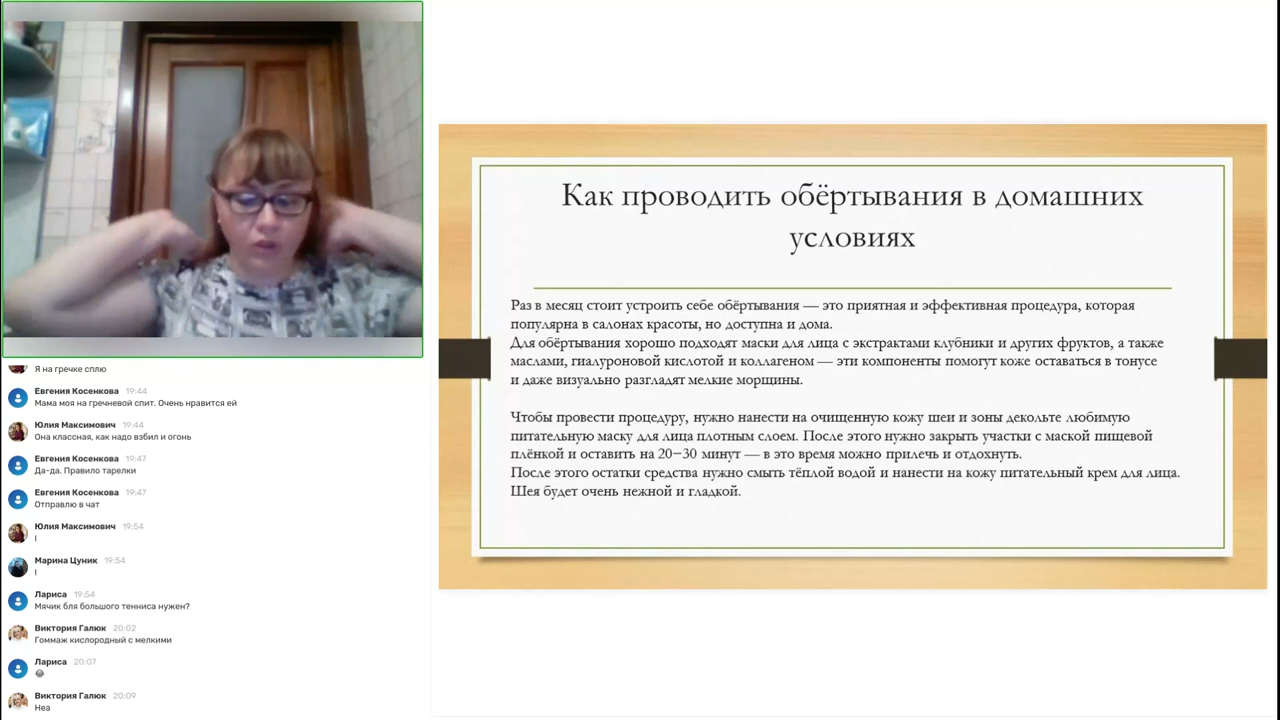 Я на гречке сплю
Евгения Косенкова 19:44
Мама моя на гречневой спит. Очень нравится ей
Юлия Максимович 19:44
Она классная, как надо взбил и огонь
Евгения Косенкова 19:47
Да-да. Правило тарелки
Евгения Косенкова 19:47
Отправлю в чат
Юлия Максимович 19:54
I
Марина Цуник 19:54
I
Лариса 19:54
Мячик бля большого тенниса нужен?
Виктория Галюк 20:02
Гоммаж кислородный с мелкими
Лариса 20:07
😂
Виктория Галюк 20:09
Неа
Как проводить обёртывания в домашних
условиях
Раз в месяц стоит устроить себе обёртывания — это приятная и эффективная процедура, которая
популярна в салонах красоты, но доступна и дома.
Для обёртывания хорошо подходят маски для лица с экстрактами клубники и других фруктов, а также
маслами, гиалуроновой кислотой и коллагеном — эти компоненты помогут коже оставаться в тонусе
и даже визуально разгладят мелкие морщины.
Чтобы провести процедуру, нужно нанести на очищенную кожу шеи и зоны декольте любимую
питательную маску для лица плотным слоем. После этого нужно закрыть участки с маской пищевой
плёнкой и оставить на 20−30 минут — в это время можно прилечь и отдохнуть.
После этого остатки средства нужно смыть тёплой водой и нанести на кожу питательный крем для лица.
Шея будет очень нежной и гладкой.